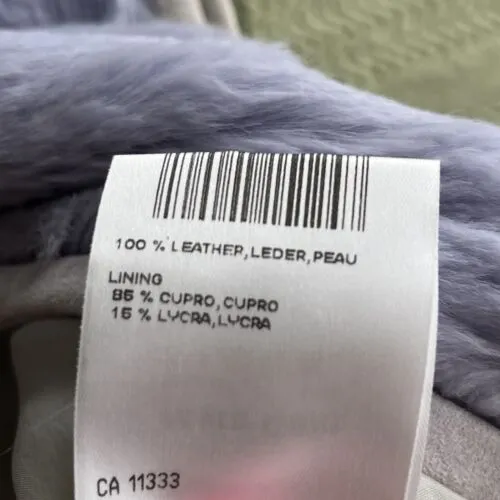 100 % LEATHER,LEDER,PEAU
LINING
85 % CUPRO,CUPRO
15 % LYCRA,LYCRA
CA 11333